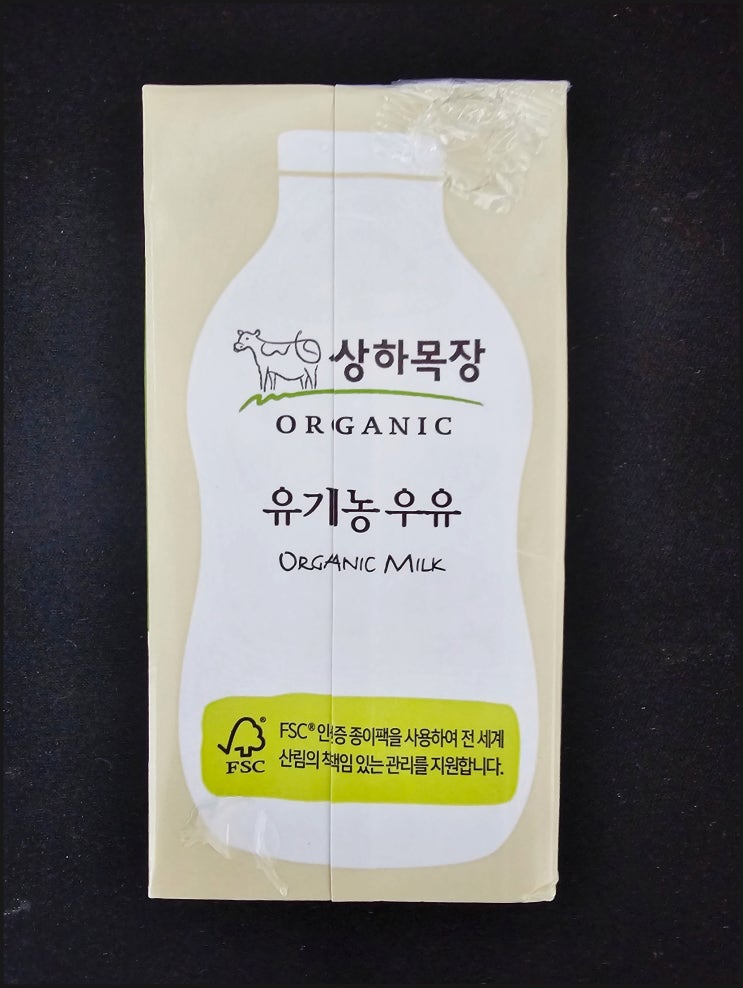 상하목장
ORGANIC
유기농우유
ORGANIC MILK
FSC® 인증 종이팩을 사용하여 전 세계
산림의 책임 있는 관리를 지원합니다.
FSC